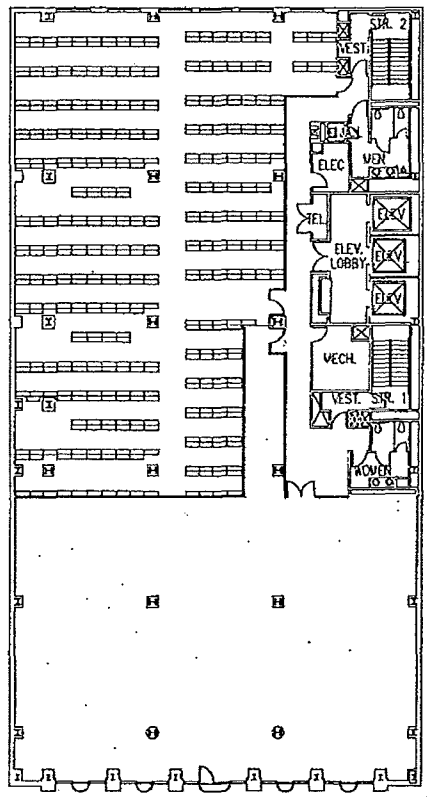 STR. 2
VEST.
JAN.
MEN
ELEC
TEL
ELEV
ELEV.
LOBBY
ELEV
ELEV
MECH.
VEST. STR. 1
WOMEN